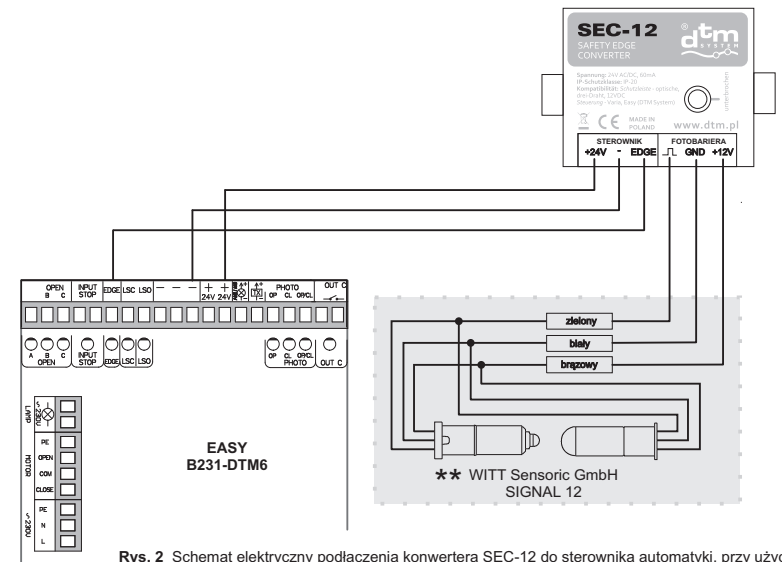 SEC-12
SAFETY EDGE
CONVERTER
dtm
SYSTEM
Spannung: 24V AC/DC, 60mA
IP-Schutzklasse: IP 20
Kompatibilität: Schutzleiste - optische,
drei-Draht, 12VDC
Steuerung - Vario, Easy (DTM System)
unterbrochen
CE
MADE IN
POLAND
www.dtm.pl
STEROWNIK FOTOBARIERA
+24V - EDGE GND +12V
OPEN INPUT EDGE LSC LSO - - - + + PHOTO OUT C
B C STOP 24V 24V TX OP CL OP/CL
A B C INPUT EDGE LSC LSO OP CL OP/CL OUT C
OPEN STOP PHOTO
LAMP
~230V
MOTOR
PE
OPEN
COM
CLOSE
~230V
PE
N
L
EASY
B231-DTM6
zielony
biały
brązowy
** WITT Sensoric GmbH
SIGNAL 12
Rys. 2 Schemat elektryczny podłączenia konwertera SEC-12 do sterownika automatyki, przy użyc